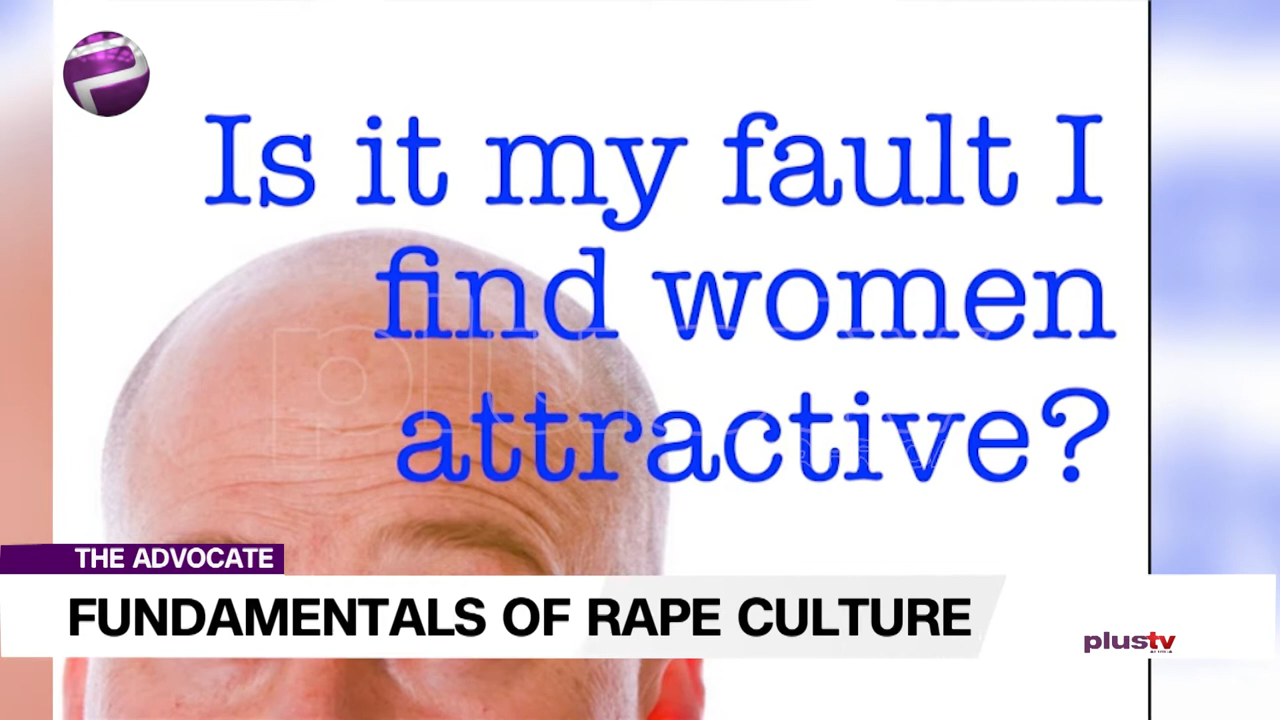 Is it my fault I
find women
attractive?
THE ADVOCATE
FUNDAMENTALS OF RAPE CULTURE
plustv